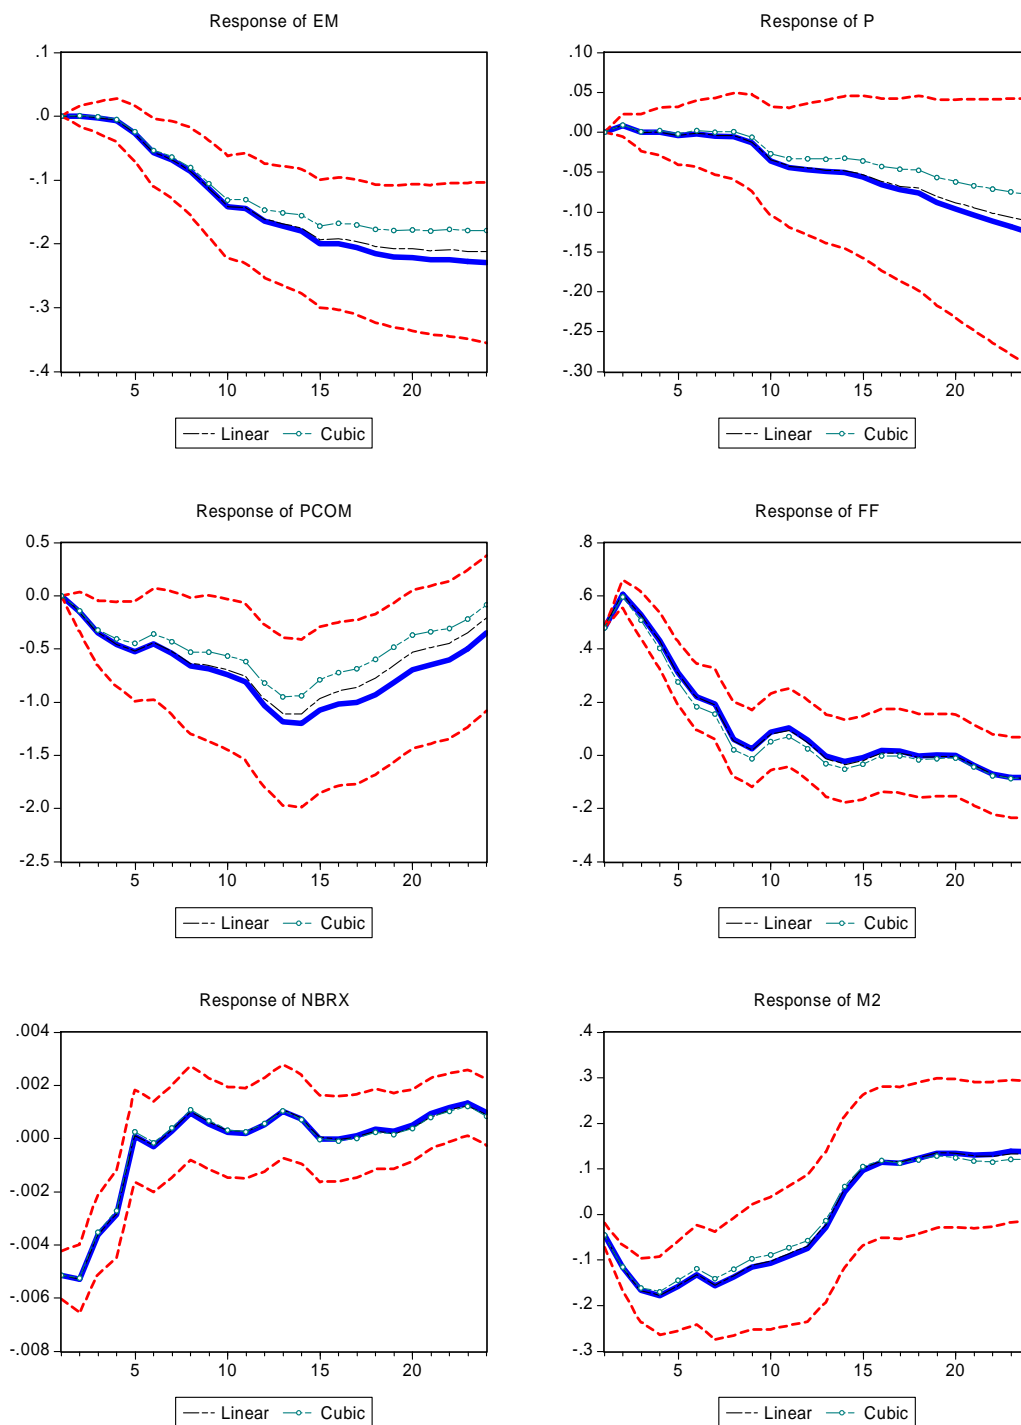 Response of EM
.1
.0
-.1
-.2
-.3
-.4
5 10 15 20
Linear Cubic
Response of P
.10
.05
.00
-.05
-.10
-.15
-.20
-.25
-.30
5 10 15 20
Linear Cubic
Response of PCOM
0.5
0.0
-0.5
-1.0
-1.5
-2.0
-2.5
5 10 15 20
Linear Cubic
Response of FF
.8
.6
.4
.2
.0
-.2
-.4
5 10 15 20
Linear Cubic
Response of NBRX
.004
.002
.000
-.002
-.004
-.006
-.008
5 10 15 20
Linear Cubic
Response of M2
.4
.3
.2
.1
.0
-.1
-.2
-.3
5 10 15 20
Linear Cubic